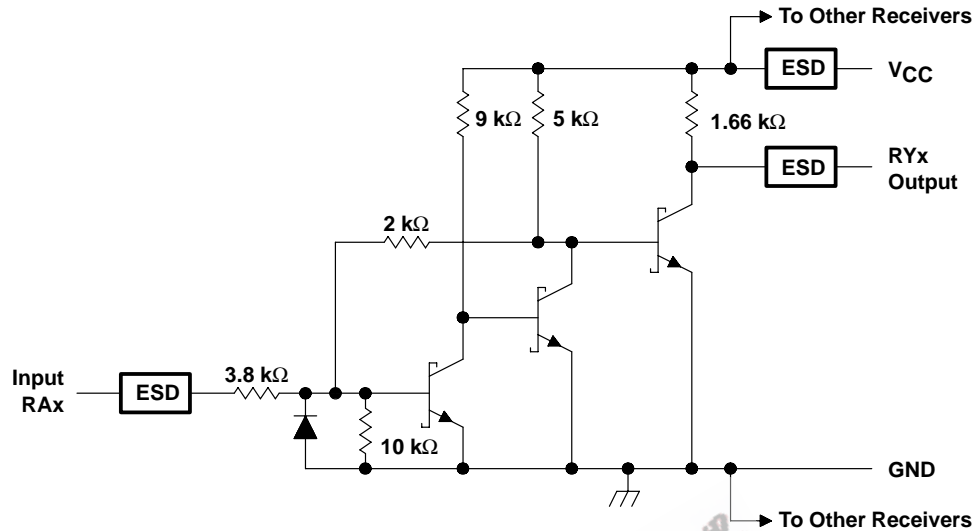 To Other Receivers
ESD
VCC
9 kΩ
5 kΩ
1.66 kΩ
ESD
RYx
Output
2 kΩ
Input
RAx
ESD
3.8 kΩ
10 kΩ
GND
To Other Receivers